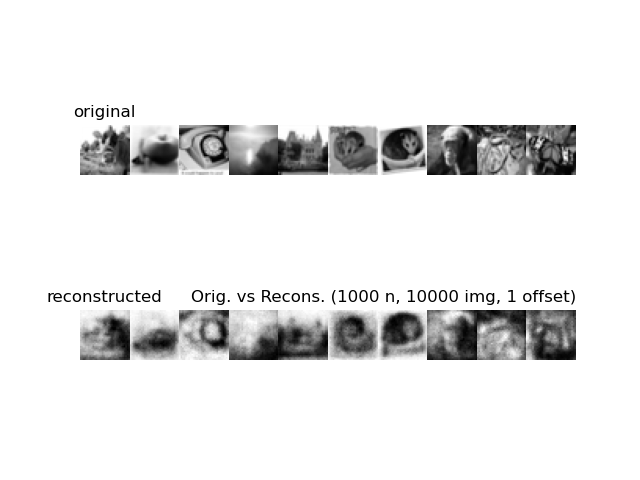 original
reconstructed
Orig. vs Recons. (1000 n, 10000 img, 1 offset)